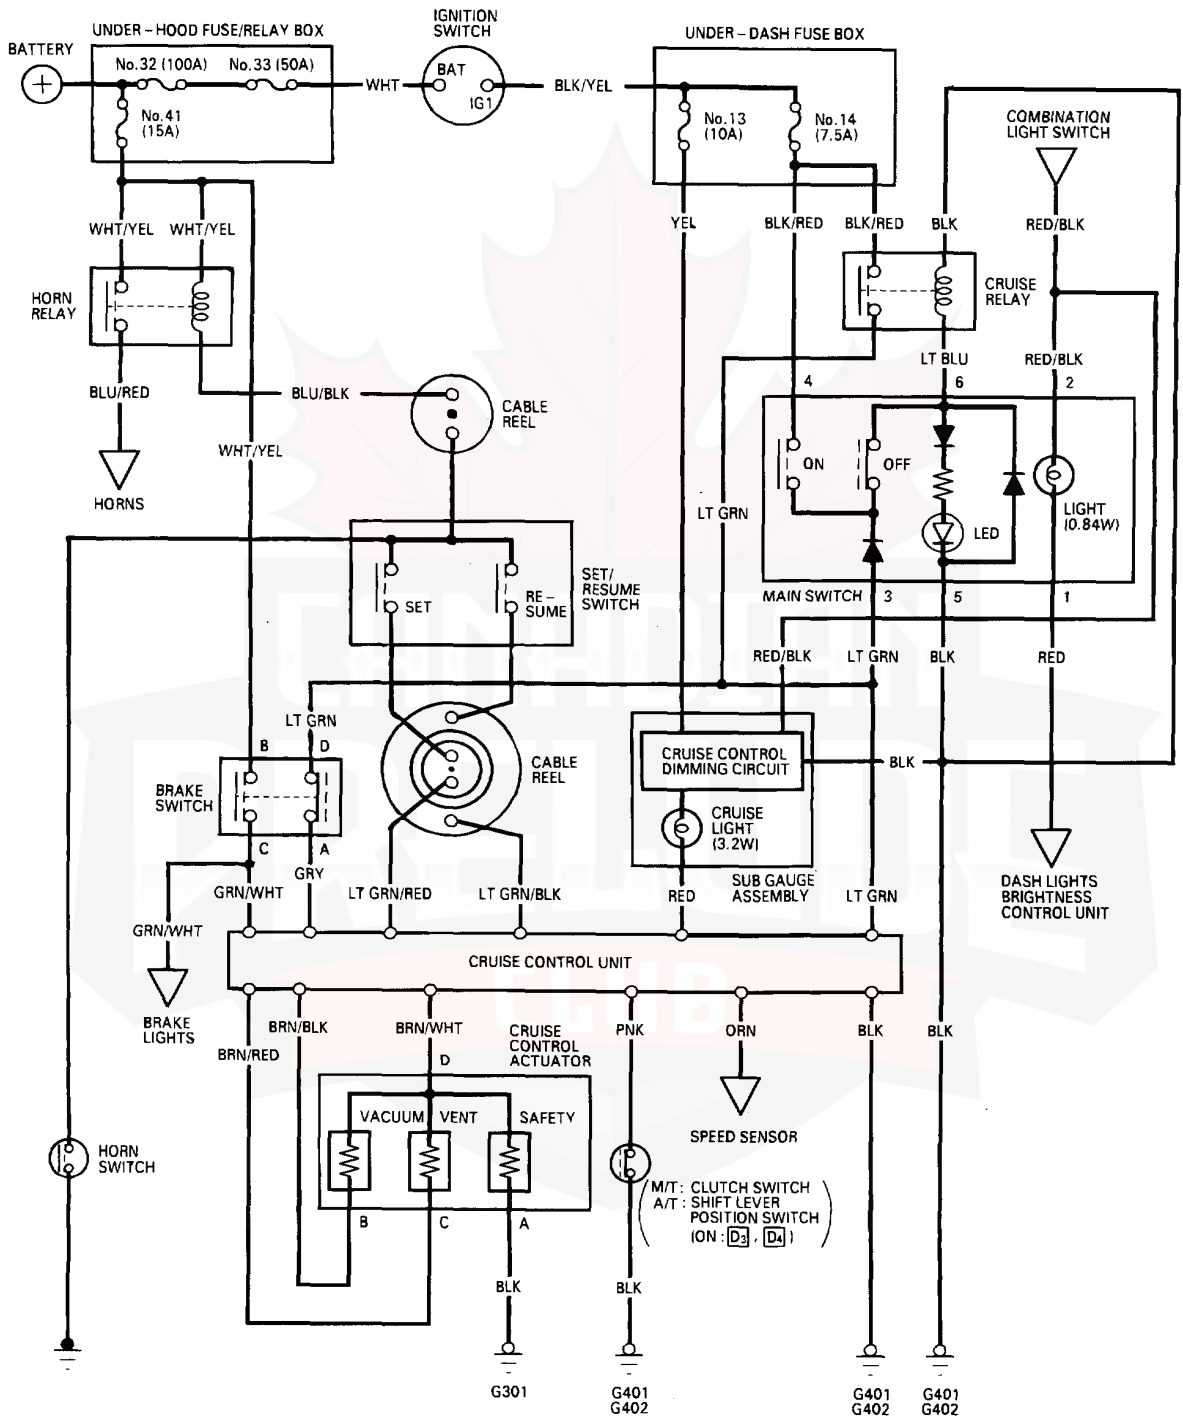 IGNITION
SWITCH
UNDER-HOOD FUSE/RELAY BOX
UNDER-DASH FUSE BOX
BATTERY
No.32 (100A)
No.33 (50A)
WHT
BAT
IG1
BLK/YEL
No.41
(15A)
No.13
(10A)
No.14
(7.5A)
COMBINATION
LIGHT SWITCH
WHT/YEL
WHT/YEL
YEL
BLK/RED
BLK/RED
BLK
RED/BLK
HORN
RELAY
CRUISE
RELAY
LT BLU
RED/BLK
4
6
2
BLU/RED
BLU/BLK
CABLE
REEL
WHT/YEL
HORNS
ON
OFF
LED
LIGHT
(0.84W)
LT GRN
SET/
RESUME
SWITCH
SET
RE-
SUME
MAIN SWITCH
3
5
1
RED/BLK
LT GRN
BLK
RED
LT GRN
B
D
BRAKE
SWITCH
CABLE
REEL
CRUISE CONTROL
DIMMING CIRCUIT
BLK
CRUISE
LIGHT
(3.2W)
C
A
GRY
GRN/WHT
LT GRN/RED
LT GRN/BLK
RED
SUB GAUGE
ASSEMBLY
LT GRN
DASH LIGHTS
BRIGHTNESS
CONTROL UNIT
GRN/WHT
CRUISE CONTROL UNIT
BRAKE
LIGHTS
BRN/BLK
BRN/WHT
CRUISE
CONTROL
ACTUATOR
PNK
ORN
BLK
BLK
BRN/RED
D
VACUUM
VENT
SAFETY
SPEED SENSOR
HORN
SWITCH
M/T: CLUTCH SWITCH
A/T: SHIFT LEVER
POSITION SWITCH
(ON: D3, D4)
B
C
A
BLK
BLK
G301
G401
G402
G401
G402
G401
G402
CANADIAN
PRELUDE
CLUB